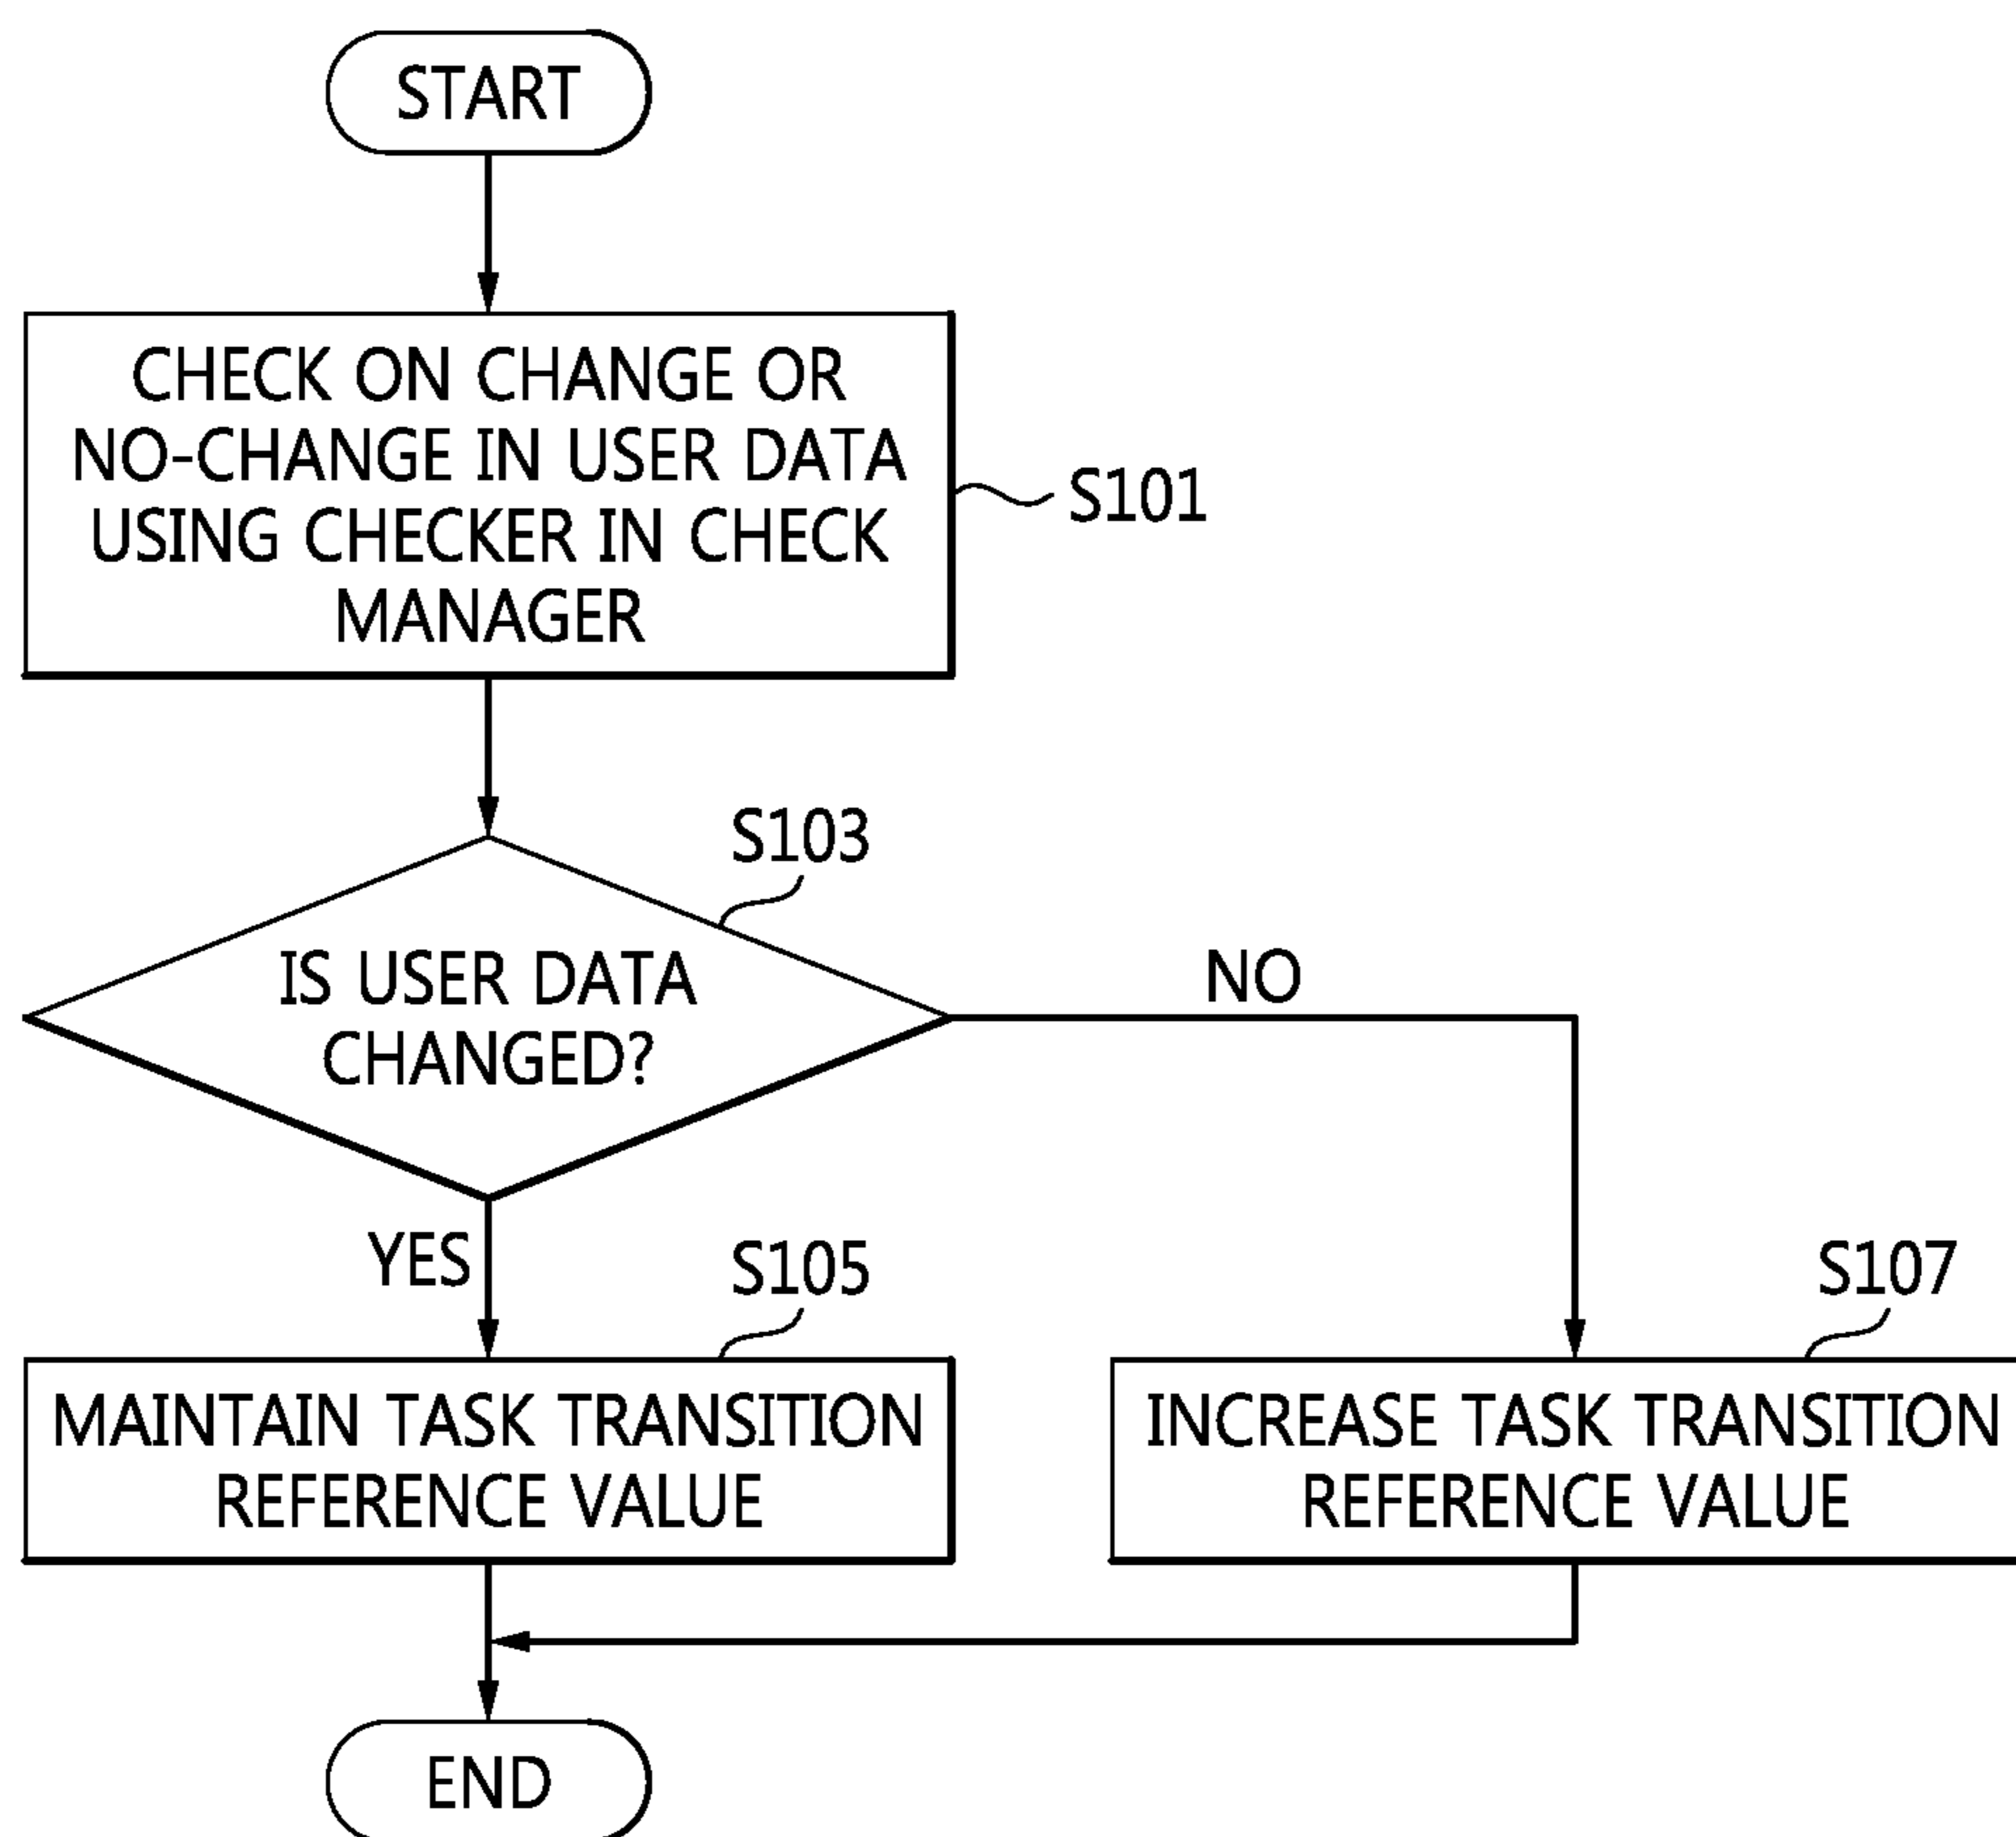 START
CHECK ON CHANGE OR
NO-CHANGE IN USER DATA
USING CHECKER IN CHECK
MANAGER
S101
S103
IS USER DATA
CHANGED?
NO
YES
S105
S107
MAINTAIN TASK TRANSITION
REFERENCE VALUE
INCREASE TASK TRANSITION
REFERENCE VALUE
END